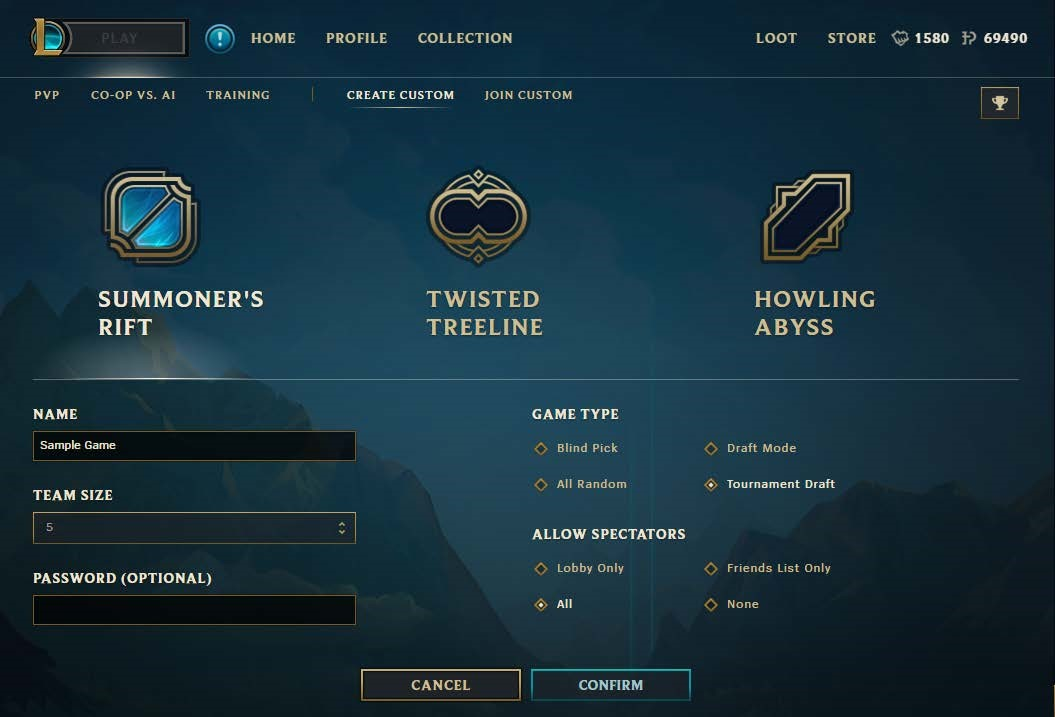 PLAY
HOME PROFILE COLLECTION LOOT STORE 1580 69490
PVP CO-OP VS. AI TRAINING CREATE CUSTOM JOIN CUSTOM
SUMMONER'S
RIFT
TWISTED
TREELINE
HOWLING
ABYSS
NAME
Sample Game
TEAM SIZE
5
PASSWORD (OPTIONAL)
GAME TYPE
Blind Pick Draft Mode
All Random Tournament Draft
ALLOW SPECTATORS
Lobby Only Friends List Only
All None
CANCEL CONFIRM